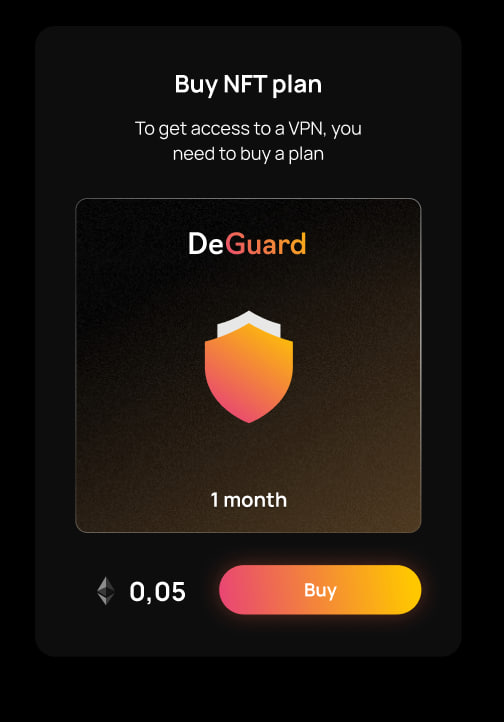 Buy NFT plan
To get access to a VPN, you
need to buy a plan
DeGuard
1 month
0,05
Buy